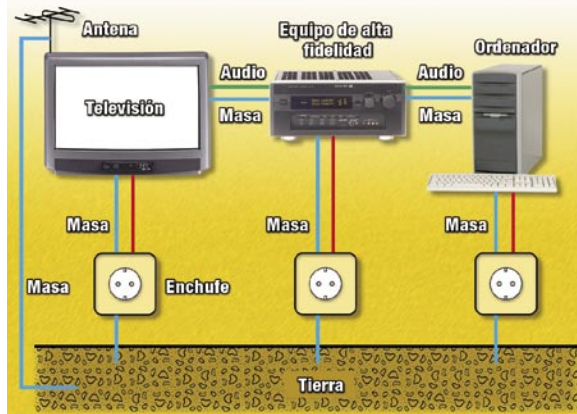 Antena
Equipo de alta
fidelidad
Ordenador
Televisión
Audio
Masa
Audio
Masa
Masa
Masa
Masa
Masa
Enchufe
Tierra